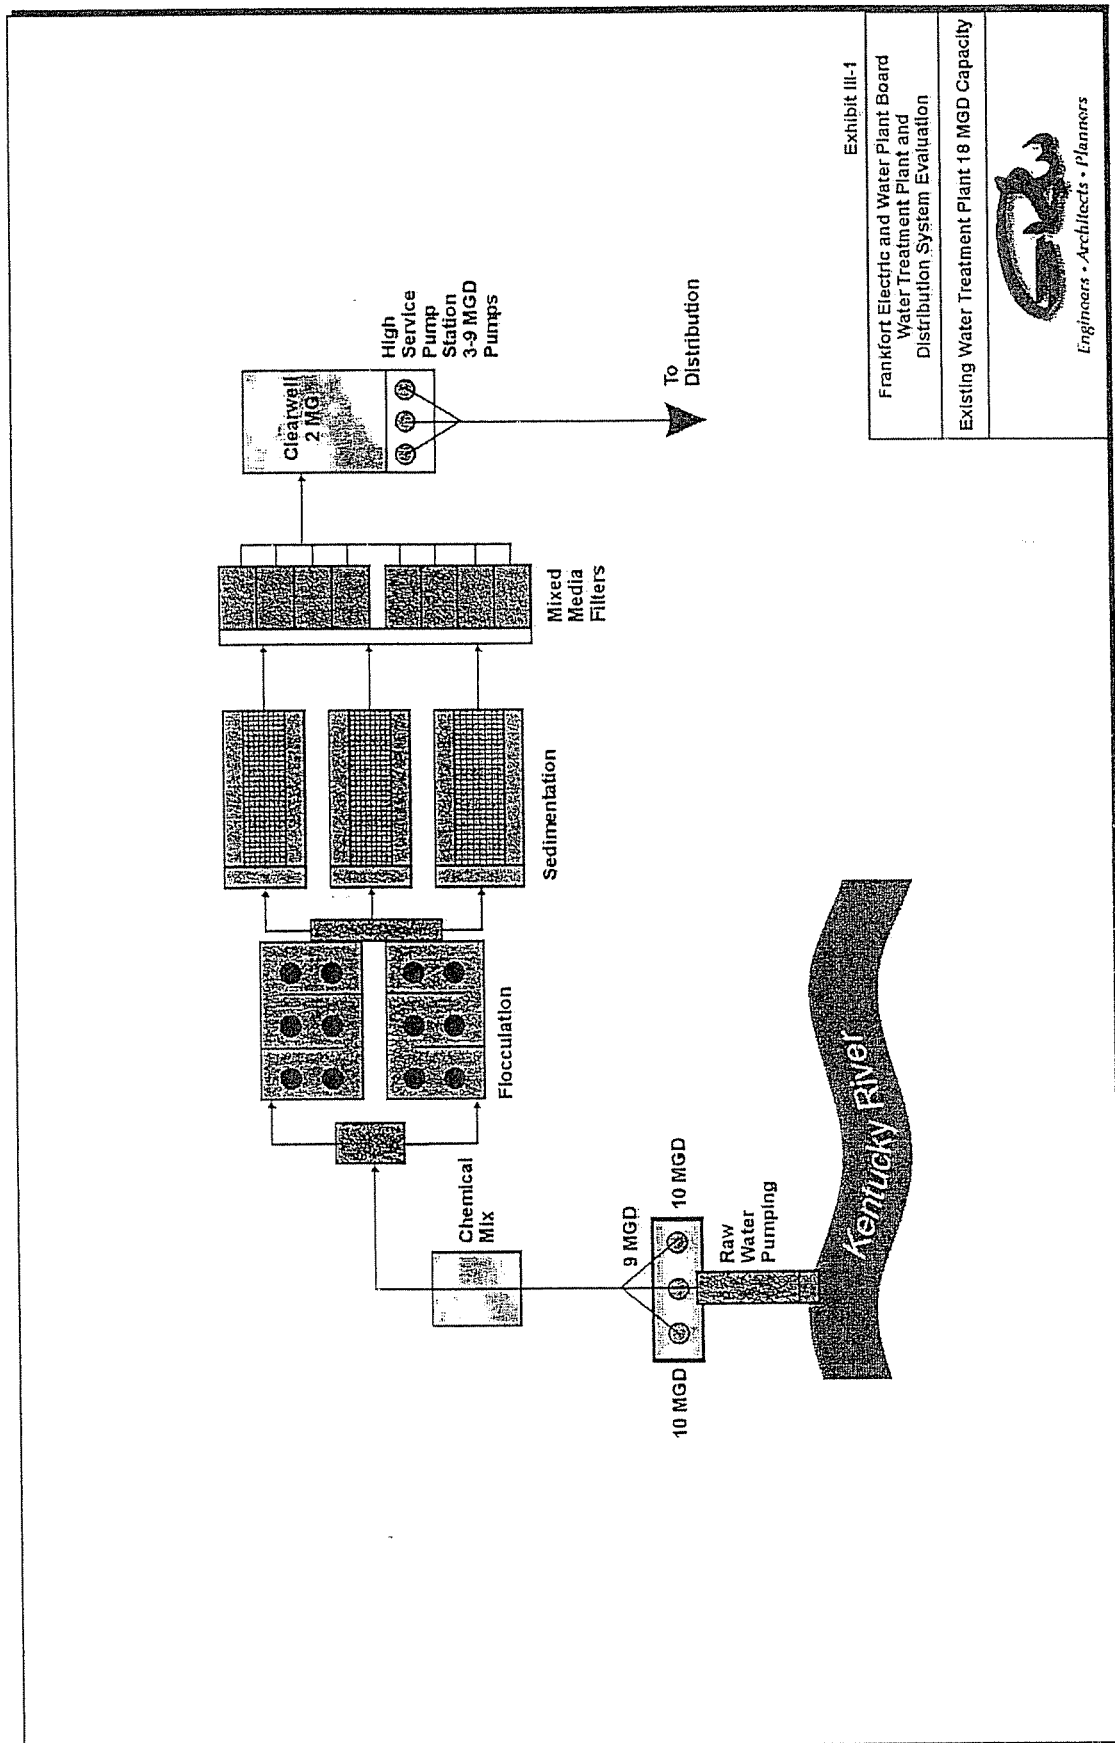 Exhibit III-1
Frankfort Electric and Water Plant Board
Water Treatment Plant and
Distribution System Evaluation
Existing Water Treatment Plant 18 MGD Capacity
Engineers • Architects • Planners
Clearwell
2 MG
High
Service
Pump
Station
3-9 MGD
Pumps
To
Distribution
Mixed
Media
Filters
Sedimentation
Flocculation
Chemical
Mix
9 MGD
10 MGD
10 MGD
Raw
Water
Pumping
Kentucky River